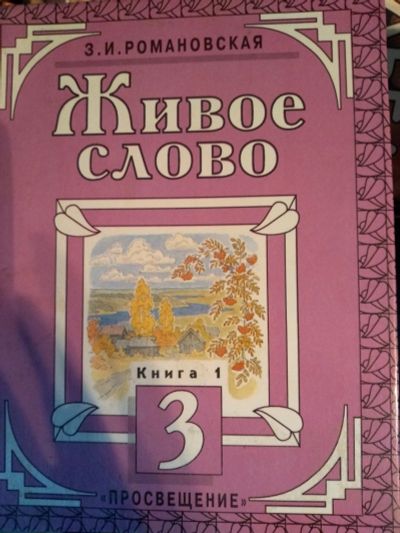 З.И.РОМАНОВСКАЯ
Живое
слово
Книга 1
3
"ПРОСВЕЩЕНИЕ"